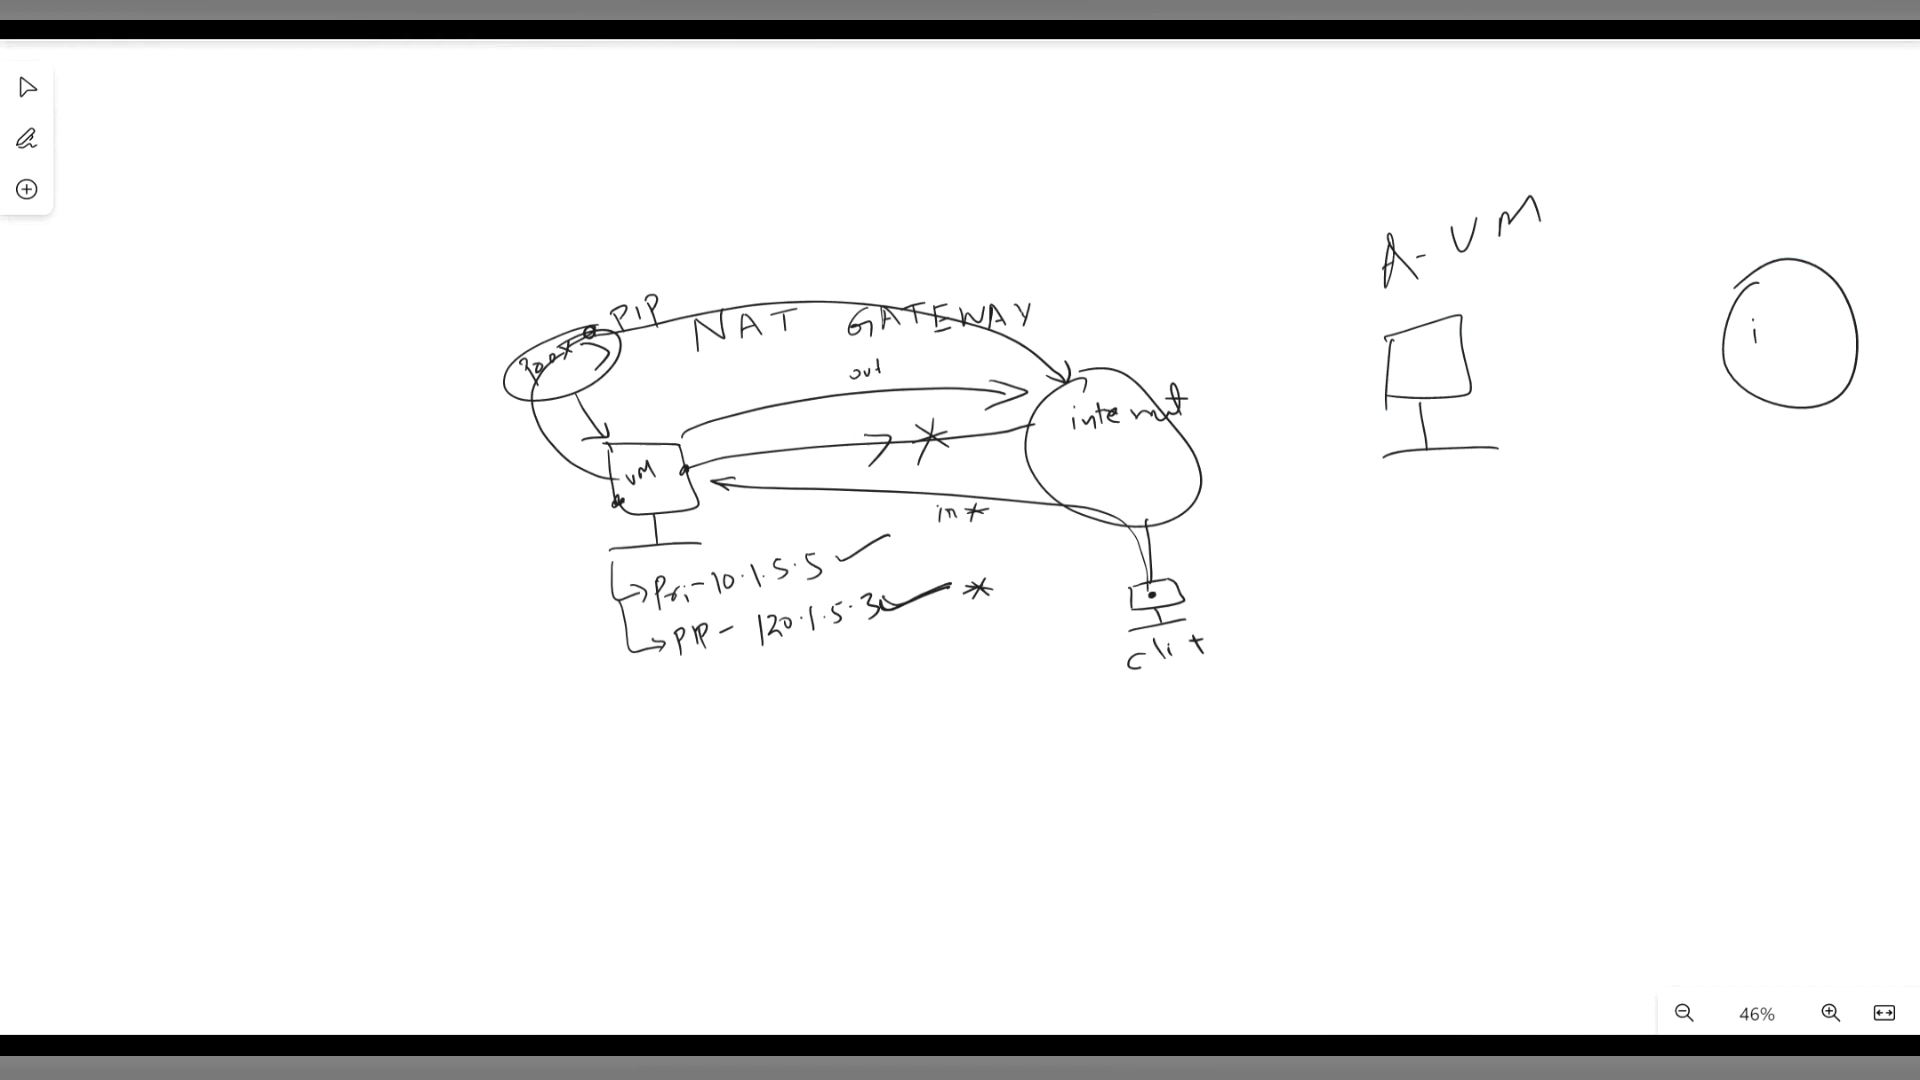 A-VM
PIP
NAT GATEWAY
i
out
internet
VM
in *
Pri-10.1.5.5
PIP - 120.1.5.3